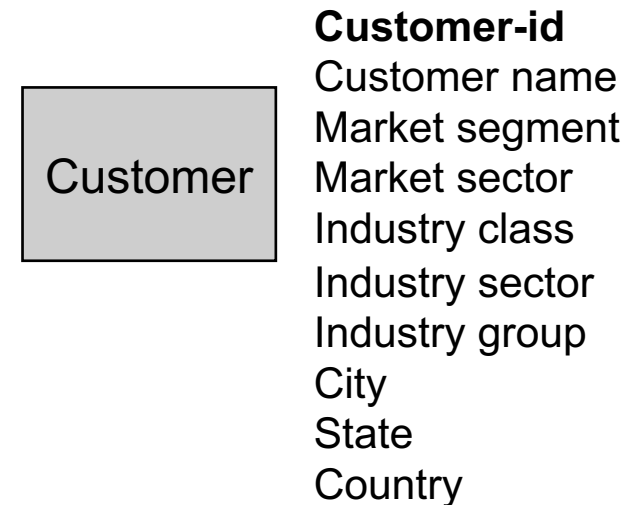 Customer
Customer-id
Customer name
Market segment
Market sector
Industry class
Industry sector
Industry group
City
State
Country